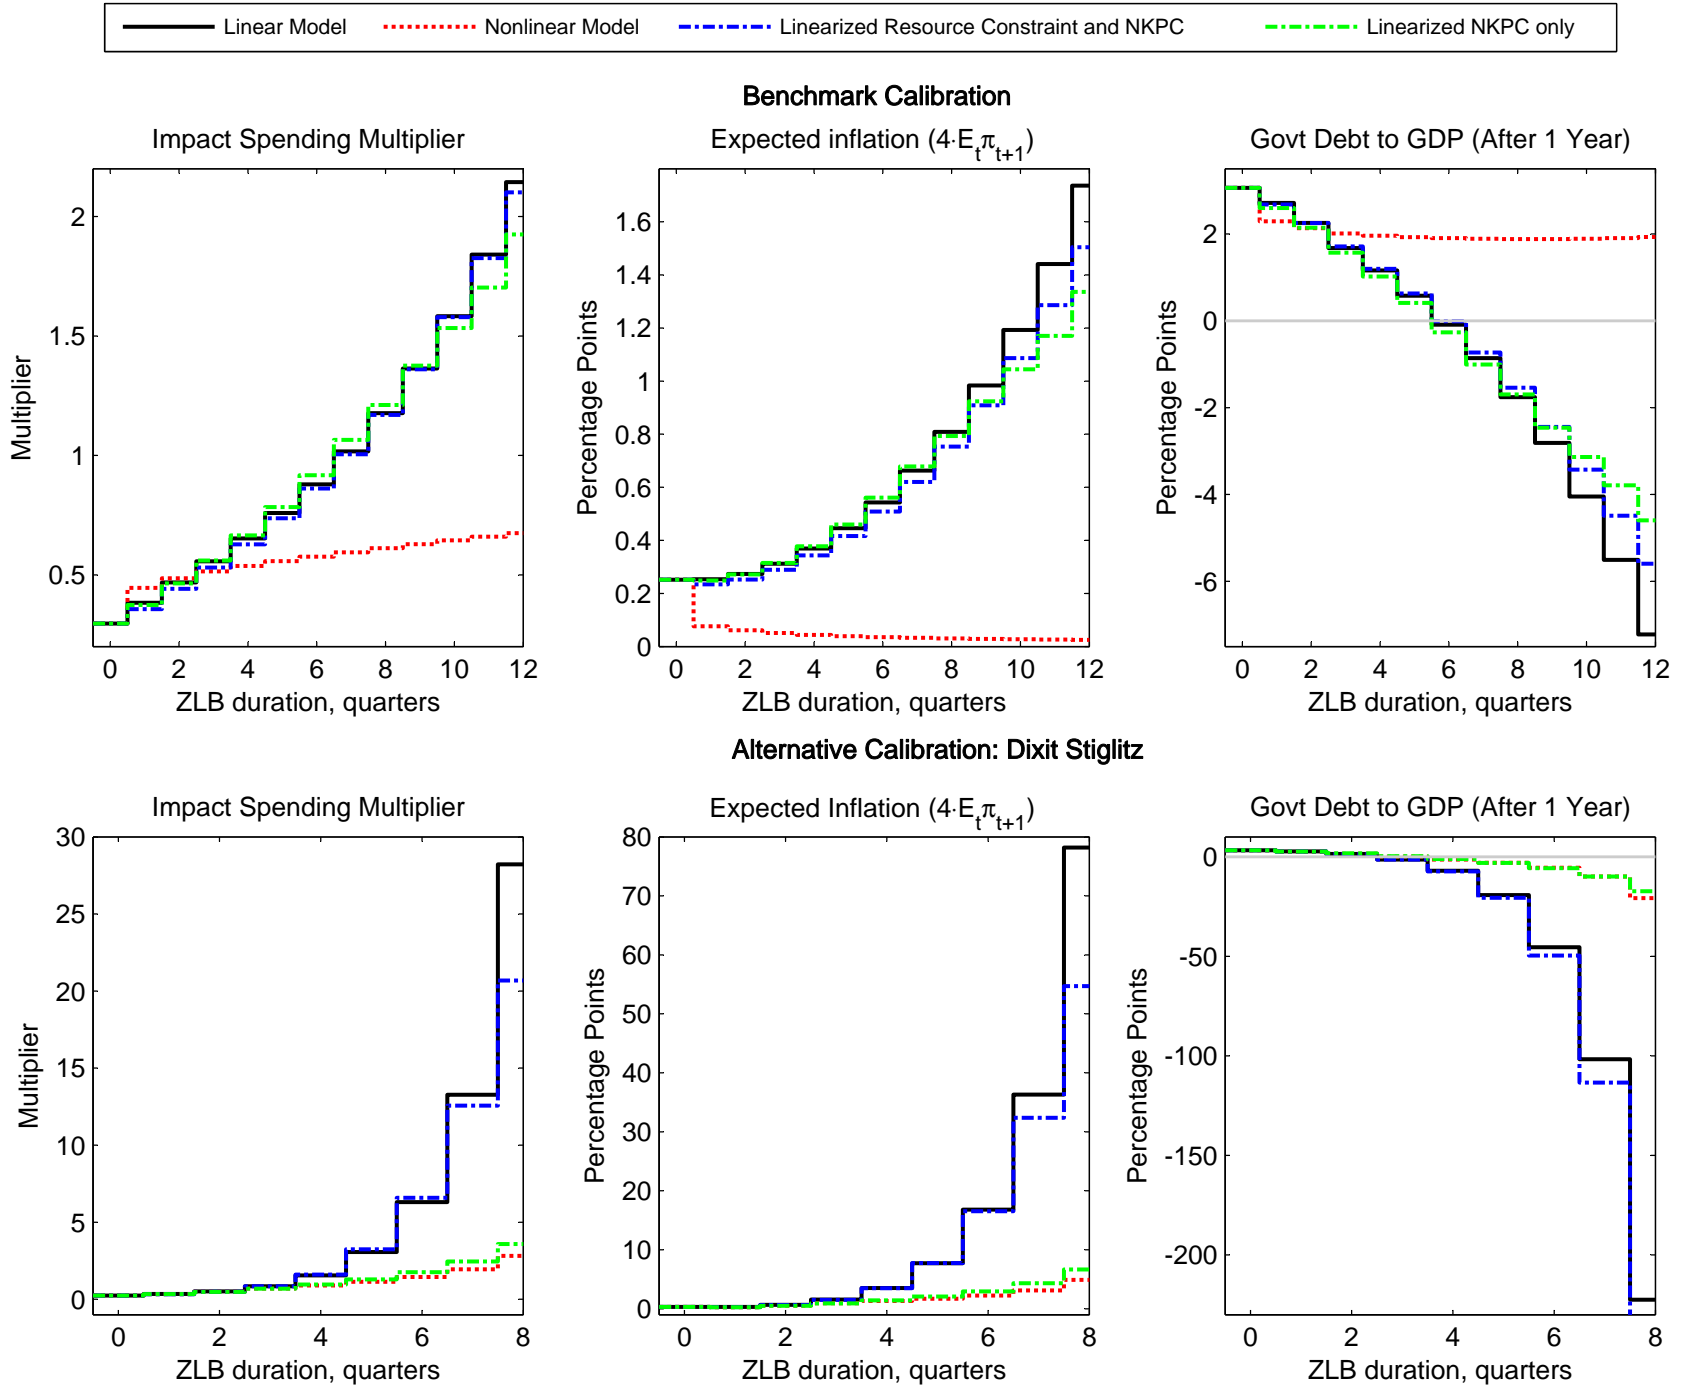 Linear Model Nonlinear Model Linearized Resource Constraint and NKPC Linearized NKPC only
Benchmark Calibration
Impact Spending Multiplier
Multiplier
2
1.5
1
0.5
0 2 4 6 8 10 12
ZLB duration, quarters
Expected inflation (4·E_tπ_{t+1})
Percentage Points
1.6
1.4
1.2
1
0.8
0.6
0.4
0.2
0
0 2 4 6 8 10 12
ZLB duration, quarters
Govt Debt to GDP (After 1 Year)
Percentage Points
2
0
-2
-4
-6
0 2 4 6 8 10 12
ZLB duration, quarters
Alternative Calibration: Dixit Stiglitz
Impact Spending Multiplier
Multiplier
30
25
20
15
10
5
0
0 2 4 6 8
ZLB duration, quarters
Expected Inflation (4·E_tπ_{t+1})
Percentage Points
80
70
60
50
40
30
20
10
0
0 2 4 6 8
ZLB duration, quarters
Govt Debt to GDP (After 1 Year)
Percentage Points
0
-50
-100
-150
-200
0 2 4 6 8
ZLB duration, quarters